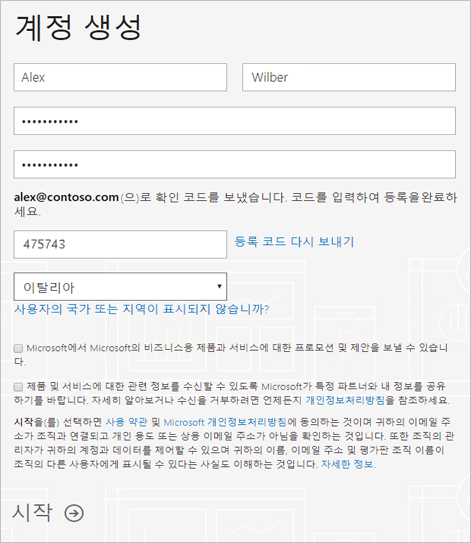 계정 생성
Alex Wilber
•••••••••••
•••••••••••
alex@contoso.com(으)로 확인 코드를 보냈습니다. 코드를 입력하여 등록을완료하
세요.
475743 등록 코드 다시 보내기
이탈리아
사용자의 국가 또는 지역이 표시되지 않습니까?
Microsoft에서 Microsoft의 비즈니스용 제품과 서비스에 대한 프로모션 및 제안을 보낼 수 있습니
다.
제품 및 서비스에 대한 관련 정보를 수신할 수 있도록 Microsoft가 특정 파트너와 내 정보를 공유
하기를 바랍니다. 자세히 알아보거나 수신을 거부하려면 언제든지 개인정보처리방침을 참조하세요.
시작을(를) 선택하면 사용 약관 및 Microsoft 개인정보처리방침에 동의하는 것이며 귀하의 이메일 주
소가 조직과 연결되고 개인 용도 또는 상용 이메일 주소가 아님을 확인하는 것입니다. 또한 조직의 관
리자가 귀하의 계정과 데이터를 제어할 수 있으며 귀하의 이름, 이메일 주소 및 평가판 조직 이름이
조직의 다른 사용자에게 표시될 수 있다는 사실도 이해하는 것입니다. 자세한 정보.
시작